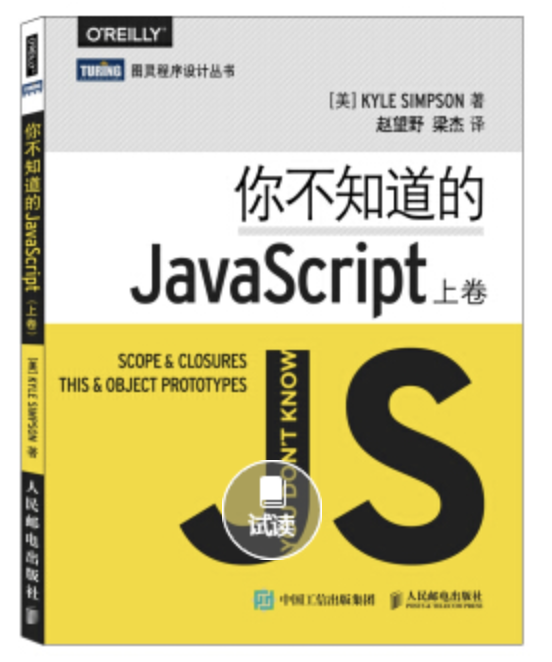 O'REILLY®
TURING 图灵程序设计丛书
[美] KYLE SIMPSON 著
赵望野 梁杰 译
你不知道的
JavaScript 上卷
SCOPE & CLOSURES
THIS & OBJECT PROTOTYPES
YOU DON'T KNOW
JS
试读
中国工信出版集团
人民邮电出版社
POSTS & TELECOM PRESS
O'REILLY
你不知道的JavaScript(上卷)
[美] KYLE SIMPSON 著
人民邮电出版社